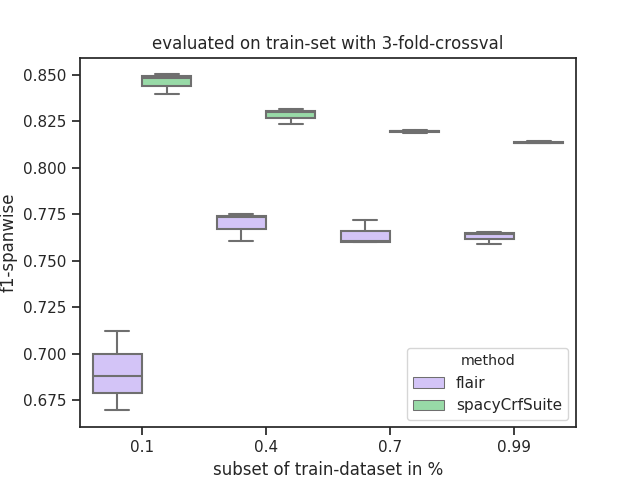 evaluated on train-set with 3-fold-crossval
f1-spanwise
0.850
0.825
0.800
0.775
0.750
0.725
0.700
0.675
method
flair
spacyCrfSuite
0.1 0.4 0.7 0.99
subset of train-dataset in %